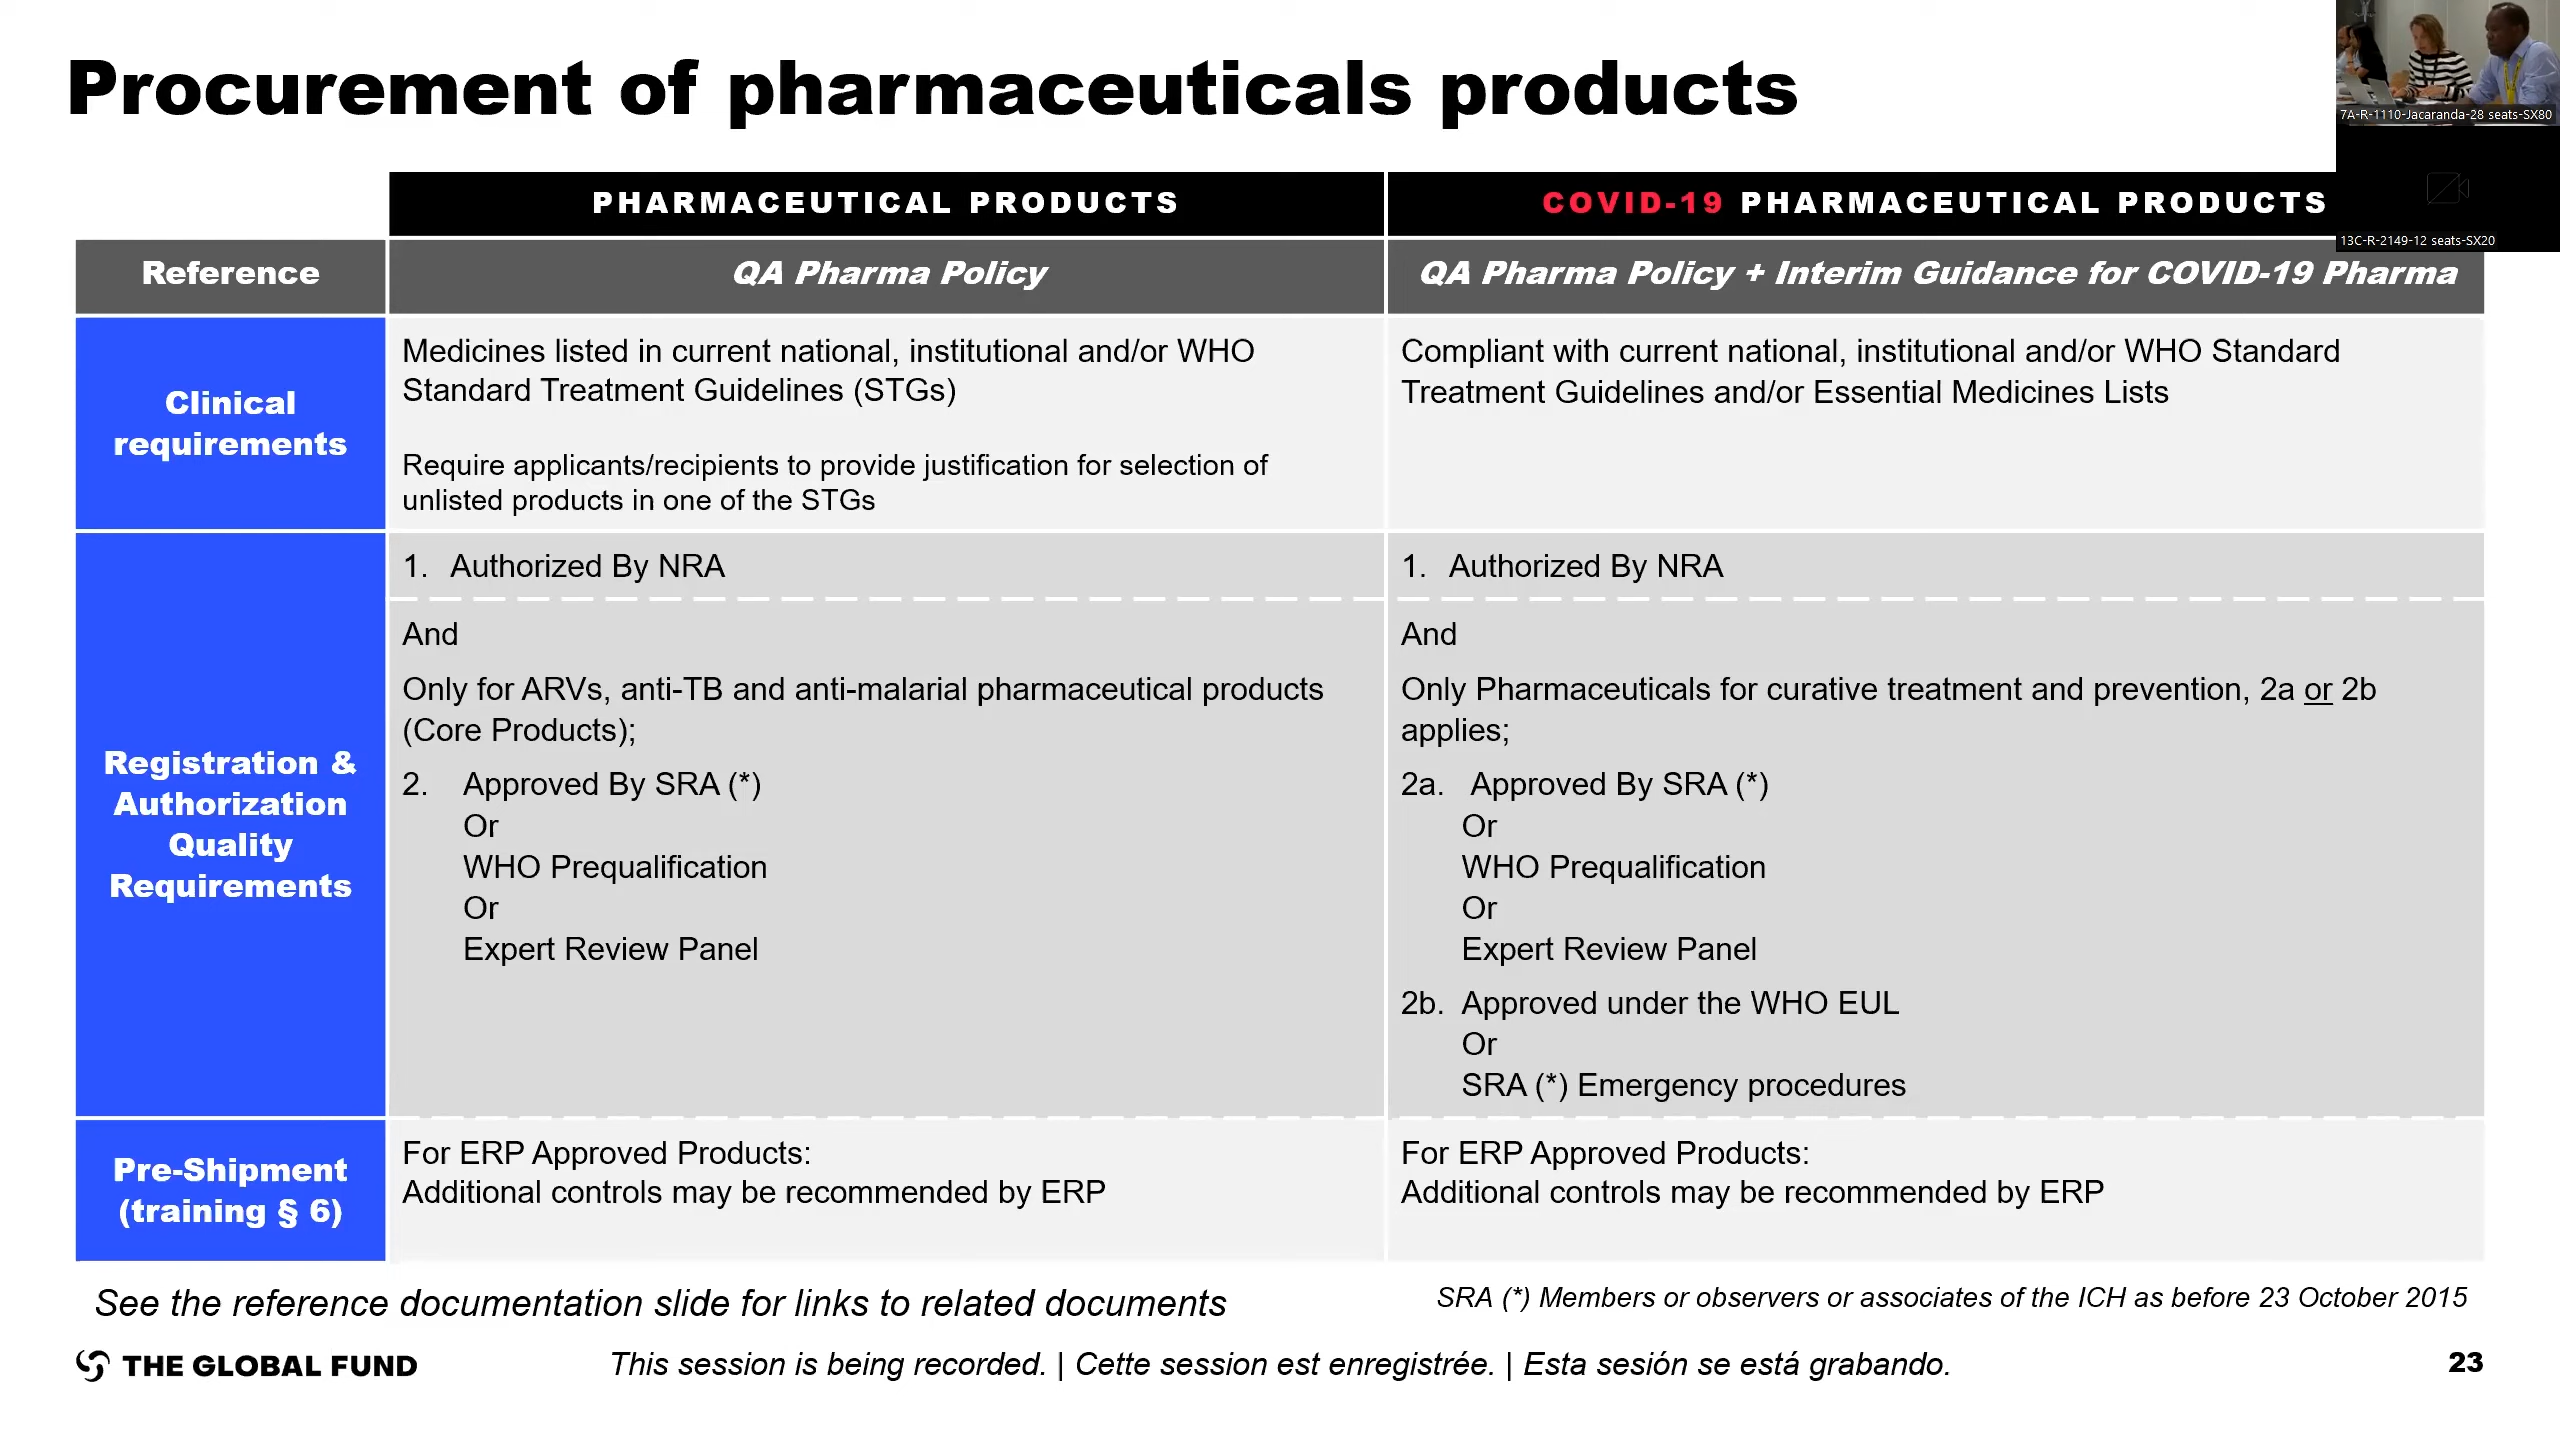 Procurement of pharmaceuticals products
7A-R-1110-Jacaranda-28 seats-SX80
13C-R-2149-12 seats-SX20
PHARMACEUTICAL PRODUCTS
COVID-19 PHARMACEUTICAL PRODUCTS
Reference
QA Pharma Policy
QA Pharma Policy + Interim Guidance for COVID-19 Pharma
Clinical
requirements
Medicines listed in current national, institutional and/or WHO
Standard Treatment Guidelines (STGs)
Require applicants/recipients to provide justification for selection of
unlisted products in one of the STGs
Compliant with current national, institutional and/or WHO Standard
Treatment Guidelines and/or Essential Medicines Lists
Registration &
Authorization
Quality
Requirements
1. Authorized By NRA
And
Only for ARVs, anti-TB and anti-malarial pharmaceutical products
(Core Products);
2. Approved By SRA (*)
Or
WHO Prequalification
Or
Expert Review Panel
1. Authorized By NRA
And
Only Pharmaceuticals for curative treatment and prevention, 2a or 2b
applies;
2a. Approved By SRA (*)
Or
WHO Prequalification
Or
Expert Review Panel
2b. Approved under the WHO EUL
Or
SRA (*) Emergency procedures
Pre-Shipment
(training § 6)
For ERP Approved Products:
Additional controls may be recommended by ERP
For ERP Approved Products:
Additional controls may be recommended by ERP
See the reference documentation slide for links to related documents
SRA (*) Members or observers or associates of the ICH as before 23 October 2015
THE GLOBAL FUND
This session is being recorded. | Cette session est enregistrée. | Esta sesión se está grabando.
23